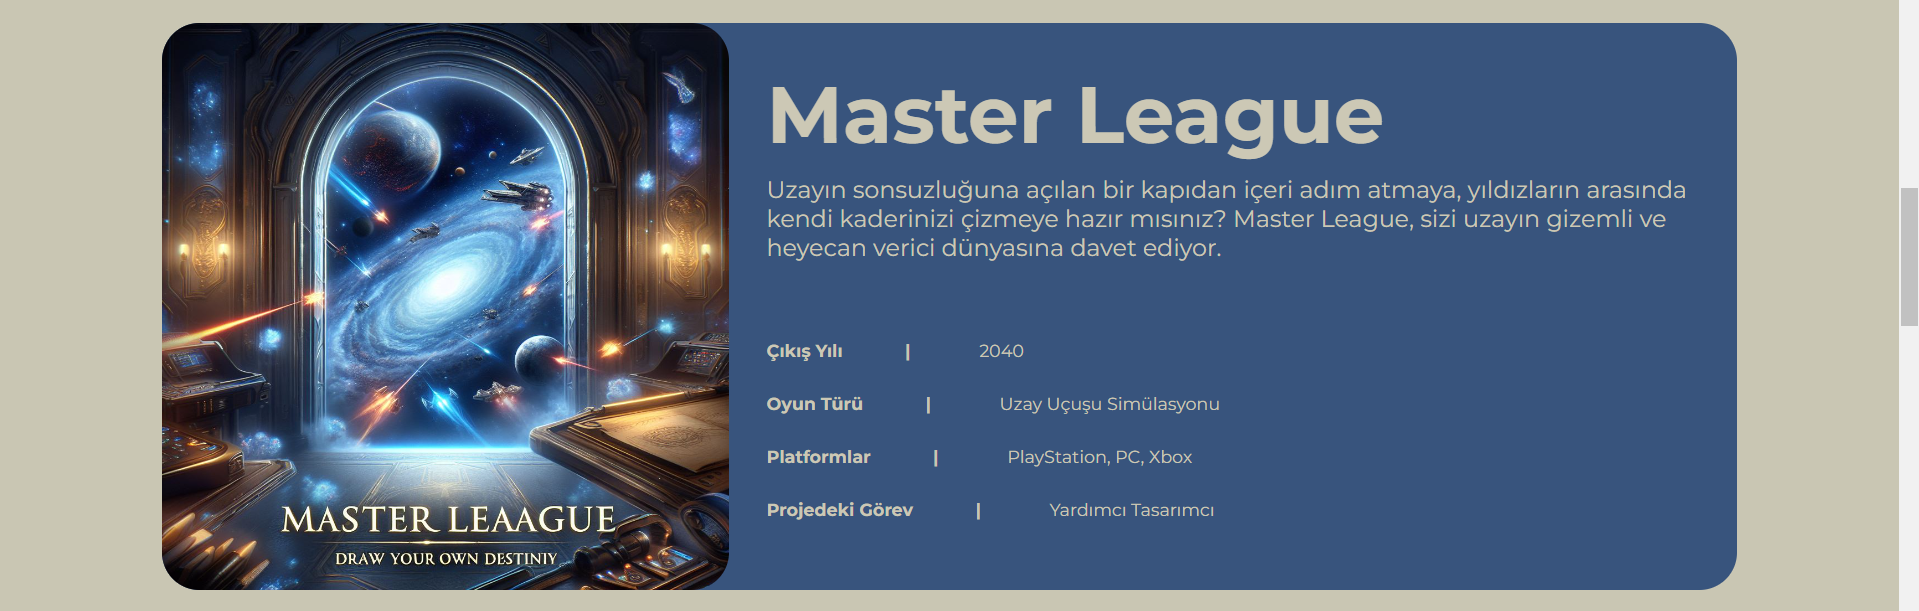 Master League
Uzayın sonsuzluğuna açılan bir kapıdan içeri adım atmaya, yıldızların arasında
kendi kaderinizi çizmeye hazır mısınız? Master League, sizi uzayın gizemli ve
heyecan verici dünyasına davet ediyor.
Çıkış Yılı | 2040
Oyun Türü | Uzay Uçuşu Simülasyonu
Platformlar | PlayStation, PC, Xbox
Projedeki Görev | Yardımcı Tasarımcı
MASTER LEAAGUE
DRAW YOUR OWN DESTINIY